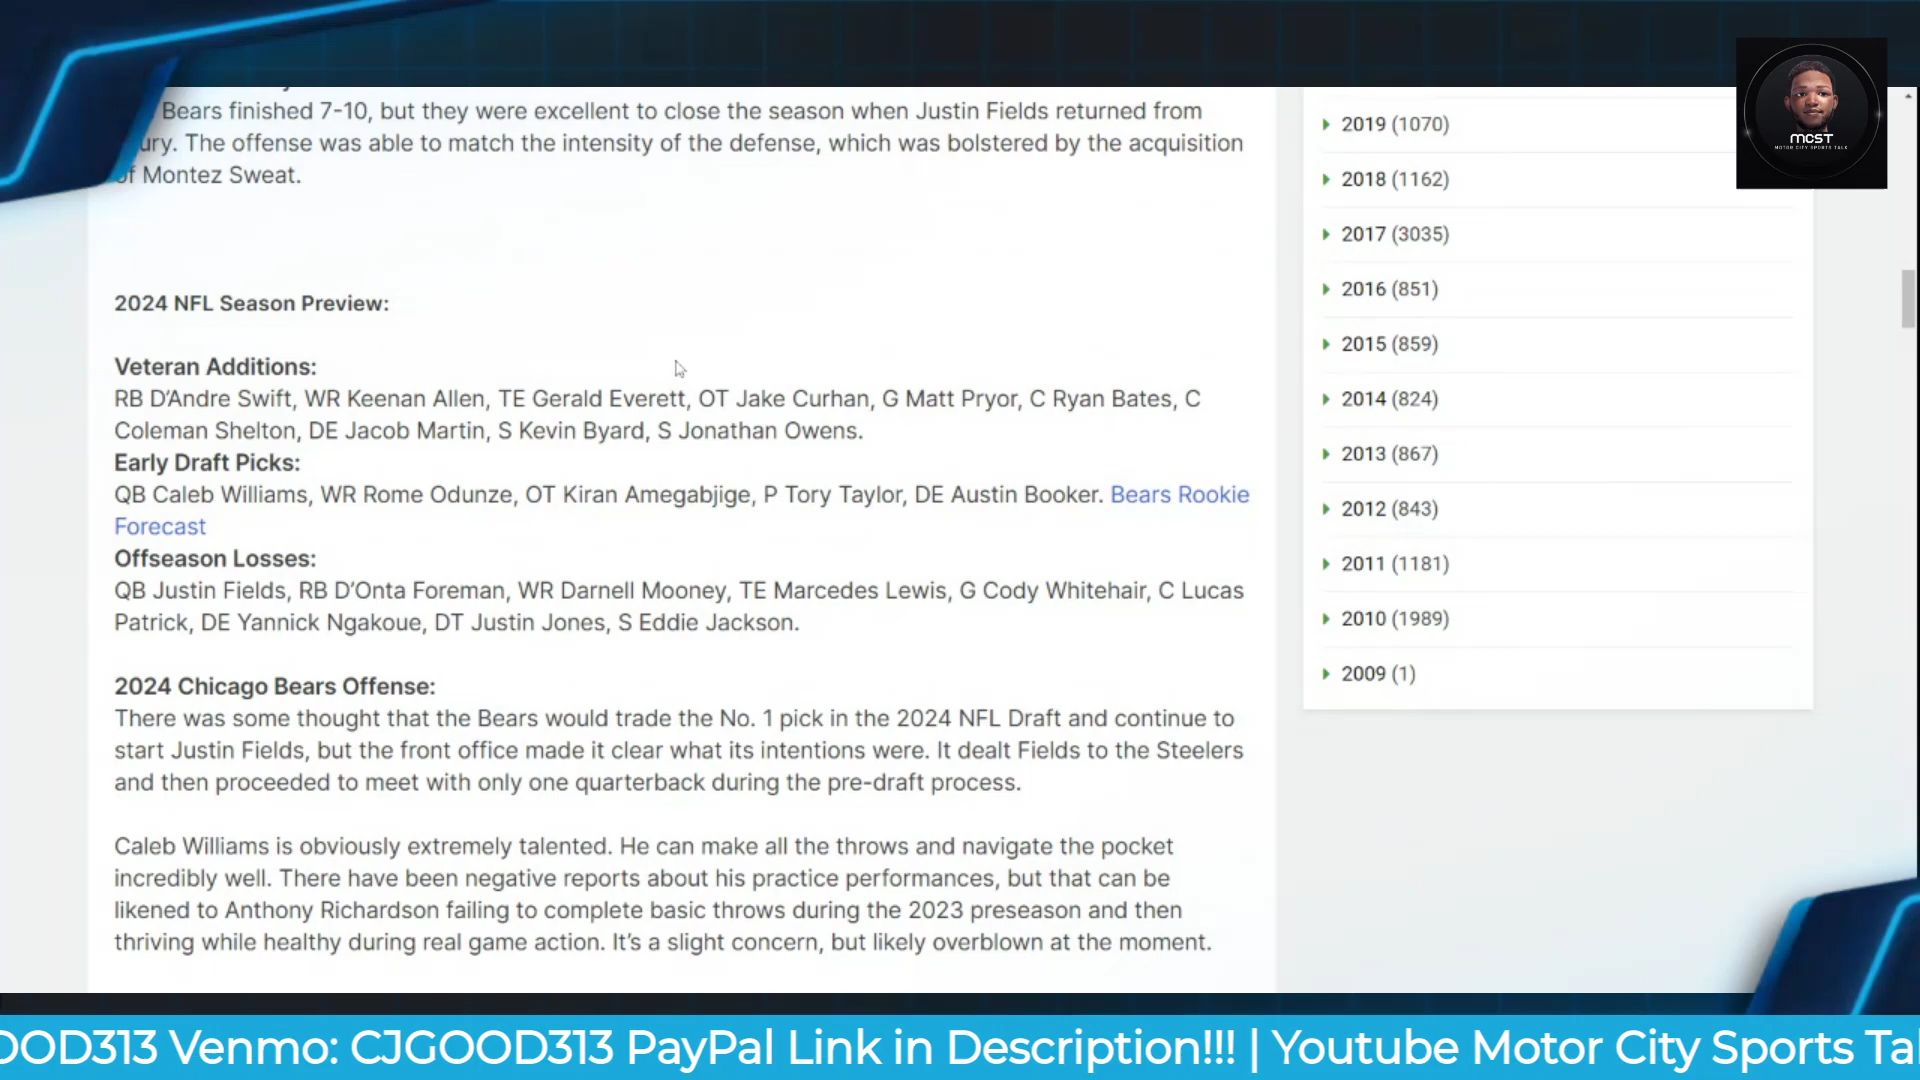 Bears finished 7-10, but they were excellent to close the season when Justin Fields returned from
ury. The offense was able to match the intensity of the defense, which was bolstered by the acquisition
of Montez Sweat.
2024 NFL Season Preview:
Veteran Additions:
RB D’Andre Swift, WR Keenan Allen, TE Gerald Everett, OT Jake Curhan, G Matt Pryor, C Ryan Bates, C
Coleman Shelton, DE Jacob Martin, S Kevin Byard, S Jonathan Owens.
Early Draft Picks:
QB Caleb Williams, WR Rome Odunze, OT Kiran Amegabjige, P Tory Taylor, DE Austin Booker. Bears Rookie
Forecast
Offseason Losses:
QB Justin Fields, RB D’Onta Foreman, WR Darnell Mooney, TE Marcedes Lewis, G Cody Whitehair, C Lucas
Patrick, DE Yannick Ngakoue, DT Justin Jones, S Eddie Jackson.
2024 Chicago Bears Offense:
There was some thought that the Bears would trade the No. 1 pick in the 2024 NFL Draft and continue to
start Justin Fields, but the front office made it clear what its intentions were. It dealt Fields to the Steelers
and then proceeded to meet with only one quarterback during the pre-draft process.
Caleb Williams is obviously extremely talented. He can make all the throws and navigate the pocket
incredibly well. There have been negative reports about his practice performances, but that can be
likened to Anthony Richardson failing to complete basic throws during the 2023 preseason and then
thriving while healthy during real game action. It’s a slight concern, but likely overblown at the moment.
2019 (1070)
2018 (1162)
2017 (3035)
2016 (851)
2015 (859)
2014 (824)
2013 (867)
2012 (843)
2011 (1181)
2010 (1989)
2009 (1)
MCST
MOTOR CITY SPORTS TALK
OOD313 Venmo: CJGOOD313 PayPal Link in Description!!! | Youtube Motor City Sports Tal